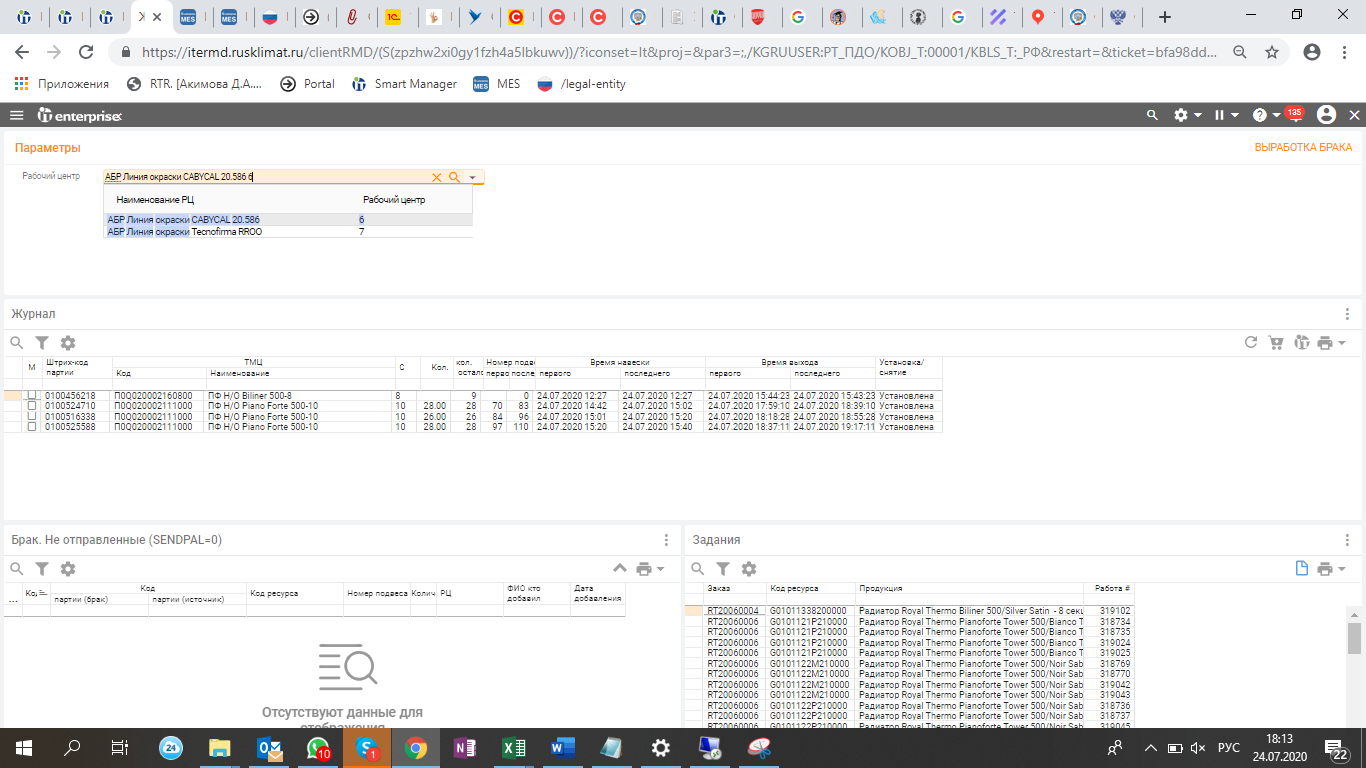 https://itermd.rusklimat.ru/clientRMD/(S(zpzhw2xi0gy1fzh4a5lbkuwv))/?iconset=lt&proj=&par3=;,/KGRUUSER:PT_ПДО/KOBJ_T:00001/KBLS_T:_РФ&restart=&ticket=bfa98dd...
Приложения RTR. [Акимова Д.А.... Portal Smart Manager MES /legal-entity
enterprise 135
Параметры ВЫРАБОТКА БРАКА
Рабочий центр АБР Линия окраски CABYCAL 20.586 6
Наименование РЦ Рабочий центр
АБР Линия окраски CABYCAL 20.586 6
АБР Линия окраски Tecnofirma RROO 7
Журнал
М Штрих-код партии ТМЦ С Кол. кол. остало Номер подве Время навески Время выхода Установка/снятие
Код Наименование перво после первого последнего первого последнего
0100456218 П0Q020002160800 ПФ Н/О Biliner 500-8 8 9 0 24.07.2020 12:27 24.07.2020 12:27 24.07.2020 15:44:23 24.07.2020 15:43:23 Установлена
0100524710 П0Q020002111000 ПФ Н/О Piano Forte 500-10 10 28.00 28 70 83 24.07.2020 14:42 24.07.2020 15:02 24.07.2020 17:59:10 24.07.2020 18:39:10 Установлена
0100516338 П0Q020002111000 ПФ Н/О Piano Forte 500-10 10 26.00 26 84 96 24.07.2020 15:01 24.07.2020 15:20 24.07.2020 18:18:28 24.07.2020 18:55:28 Установлена
0100525588 П0Q020002111000 ПФ Н/О Piano Forte 500-10 10 28.00 28 97 110 24.07.2020 15:20 24.07.2020 15:40 24.07.2020 18:37:11 24.07.2020 19:17:11 Установлена
Брак. Не отправленные (SENDPAL=0)
... Код Код ресурса Номер подвеса Колич РЦ ФИО кто добавил Дата добавления
партии (брак) партии (источник)
Отсутствуют данные для
Задания
Заказ Код ресурса Продукция Работа #
RT20060004 G01011338200000 Радиатор Royal Thermo Biliner 500/Silver Satin - 8 секц 319102
RT20060006 G0101121P210000 Радиатор Royal Thermo Pianoforte Tower 500/Bianco T 318734
RT20060006 G0101121P210000 Радиатор Royal Thermo Pianoforte Tower 500/Bianco T 318735
RT20060006 G0101121P210000 Радиатор Royal Thermo Pianoforte Tower 500/Bianco T 319024
RT20060006 G0101121P210000 Радиатор Royal Thermo Pianoforte Tower 500/Bianco T 319025
RT20060006 G0101122M210000 Радиатор Royal Thermo Pianoforte Tower 500/Noir Sab 318769
RT20060006 G0101122M210000 Радиатор Royal Thermo Pianoforte Tower 500/Noir Sab 318770
RT20060006 G0101122M210000 Радиатор Royal Thermo Pianoforte Tower 500/Noir Sab 319042
RT20060006 G0101122M210000 Радиатор Royal Thermo Pianoforte Tower 500/Noir Sab 319043
RT20060006 G0101122P210000 Радиатор Royal Thermo Pianoforte Tower 500/Noir Sab 318736
RT20060006 G0101122P210000 Радиатор Royal Thermo Pianoforte Tower 500/Noir Sab 318737
RT20060006 G0101122P210000 Радиатор Royal Thermo Pianoforte Tower 500/Noir Sab 319045
24 10 1 РУС 18:13
24.07.2020 22